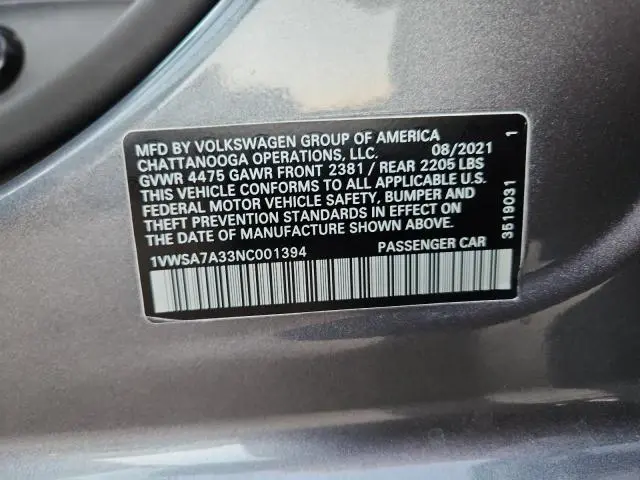 MFD BY VOLKSWAGEN GROUP OF AMERICA
CHATTANOOGA OPERATIONS, LLC. 08/2021
GVWR 4475 GAWR FRONT 2381 / REAR 2205 LBS
THIS VEHICLE CONFORMS TO ALL APPLICABLE U.S.
FEDERAL MOTOR VEHICLE SAFETY, BUMPER AND
THEFT PREVENTION STANDARDS IN EFFECT ON
THE DATE OF MANUFACTURE SHOWN ABOVE.
1VWSA7A33NC001394 PASSENGER CAR
3519031 1